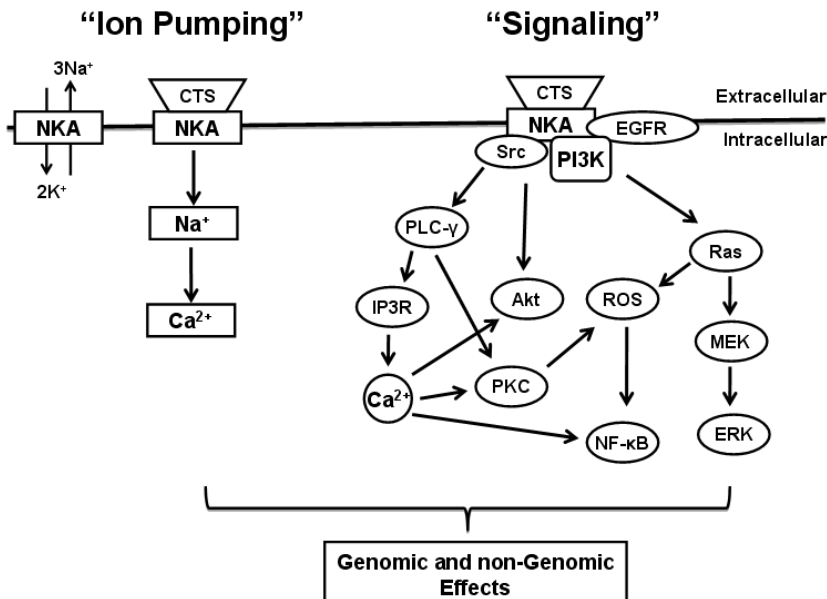 “Ion Pumping”
“Signaling”
3Na⁺
CTS
CTS
Extracellular
NKA
NKA
NKA
EGFR
Intracellular
Src
PI3K
2K⁺
Na⁺
PLC-γ
Ras
IP3R
Akt
ROS
Ca²⁺
MEK
Ca²⁺
PKC
NF-κB
ERK
Genomic and non-Genomic
Effects